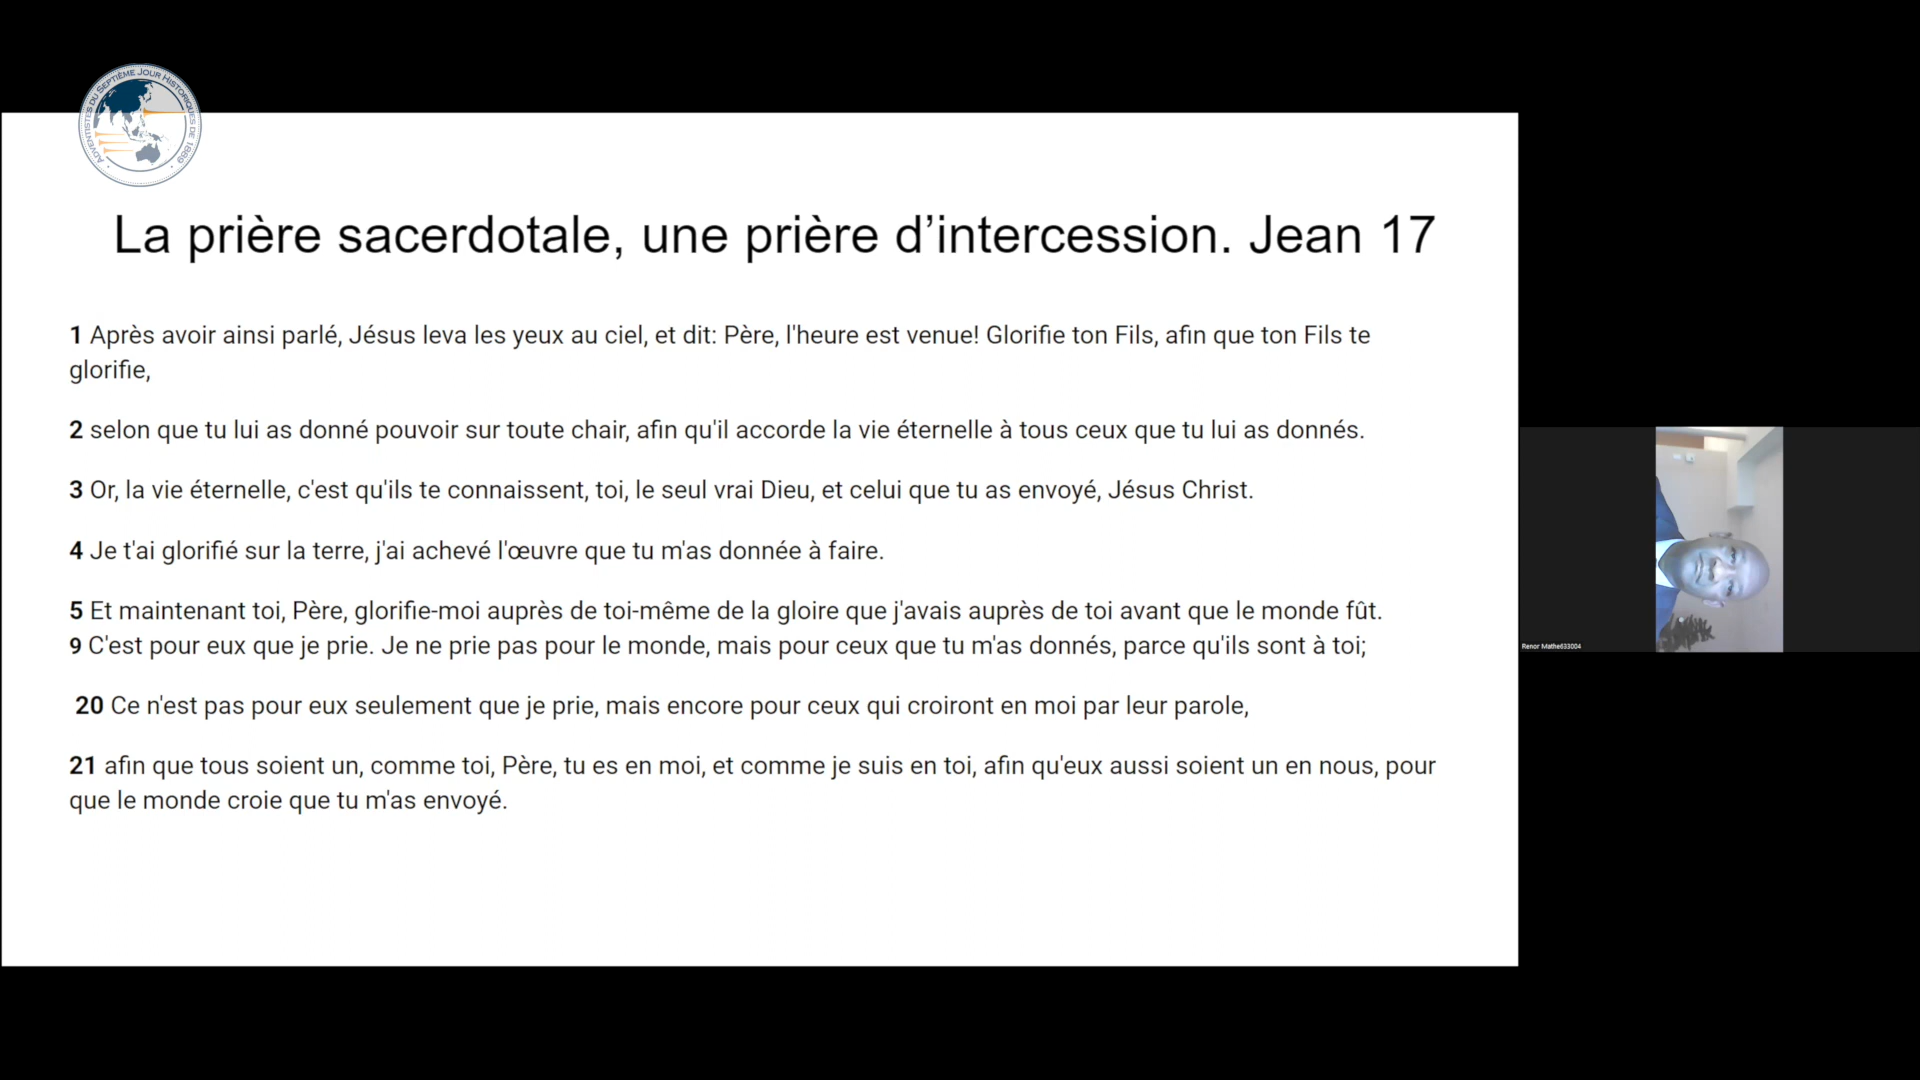 ADVENTISTES DU SEPTIÈME JOUR HISTORIQUES DE 1889
La prière sacerdotale, une prière d’intercession. Jean 17
1 Après avoir ainsi parlé, Jésus leva les yeux au ciel, et dit: Père, l'heure est venue! Glorifie ton Fils, afin que ton Fils te
glorifie,
2 selon que tu lui as donné pouvoir sur toute chair, afin qu'il accorde la vie éternelle à tous ceux que tu lui as donnés.
3 Or, la vie éternelle, c'est qu'ils te connaissent, toi, le seul vrai Dieu, et celui que tu as envoyé, Jésus Christ.
4 Je t'ai glorifié sur la terre, j'ai achevé l'œuvre que tu m'as donnée à faire.
5 Et maintenant toi, Père, glorifie-moi auprès de toi-même de la gloire que j'avais auprès de toi avant que le monde fût.
9 C'est pour eux que je prie. Je ne prie pas pour le monde, mais pour ceux que tu m'as donnés, parce qu'ils sont à toi;
20 Ce n'est pas pour eux seulement que je prie, mais encore pour ceux qui croiront en moi par leur parole,
21 afin que tous soient un, comme toi, Père, tu es en moi, et comme je suis en toi, afin qu'eux aussi soient un en nous, pour
que le monde croie que tu m'as envoyé.
Renor Mathe633004